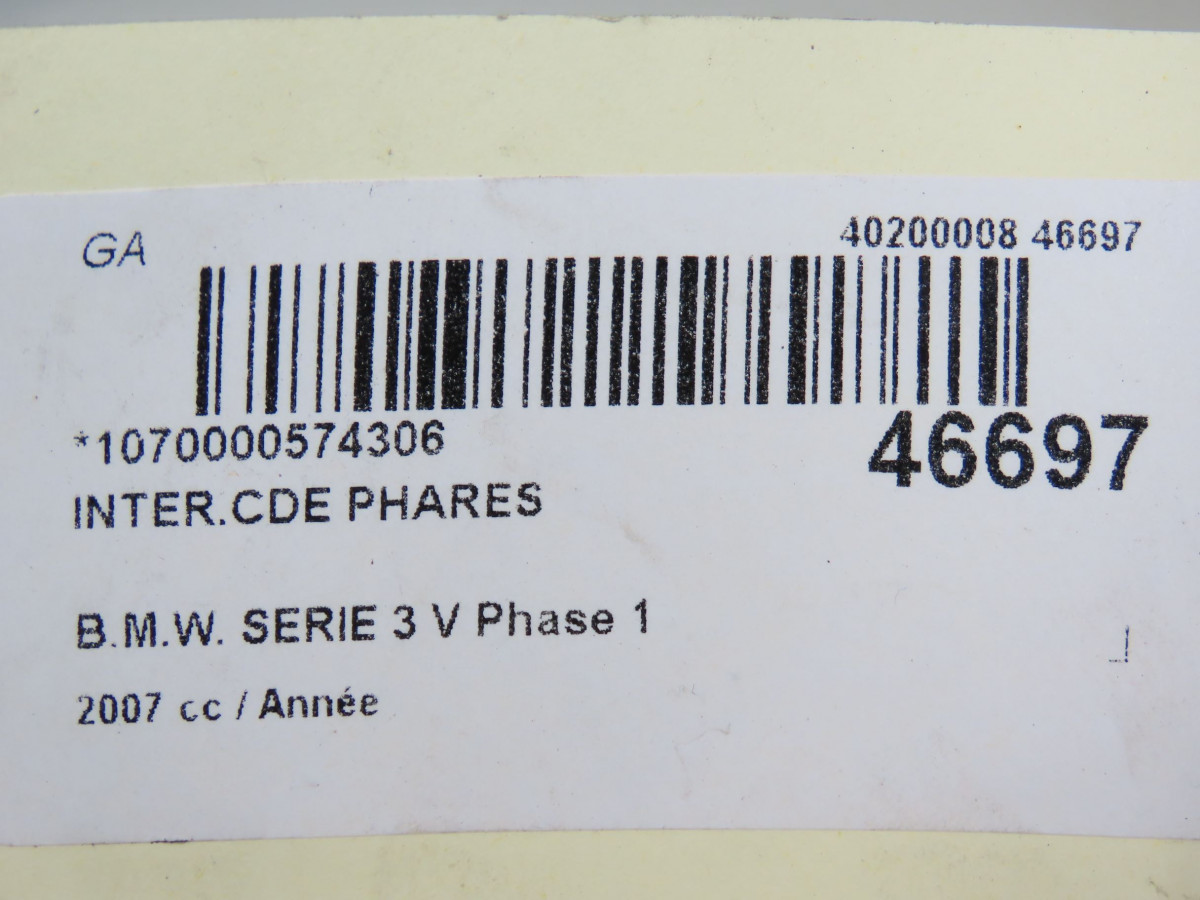 GA
40200008 46697
*1070000574306
46697
INTER.CDE PHARES
B.M.W. SERIE 3 V Phase 1
2007 cc / Année